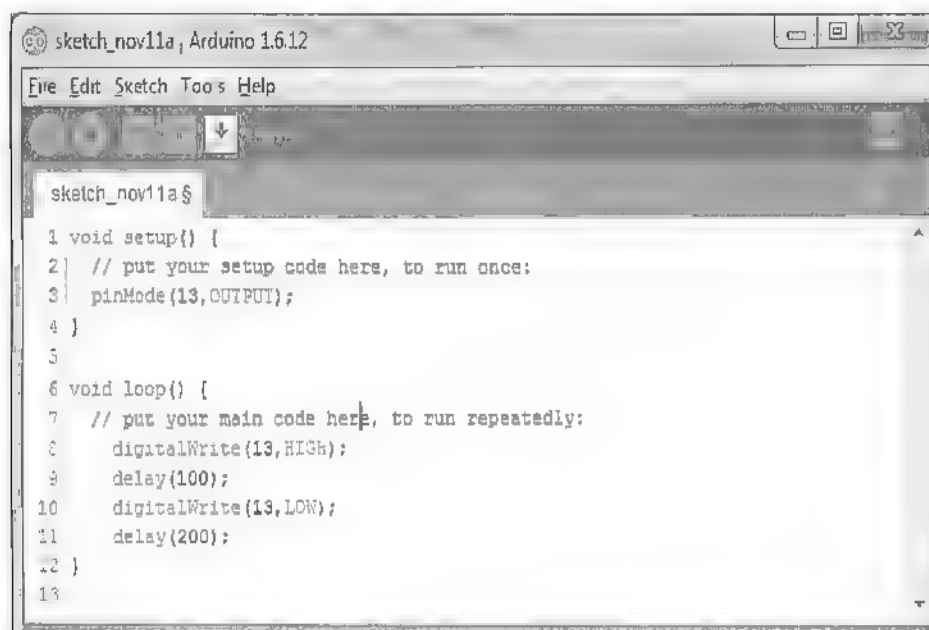 sketch_nov11a | Arduino 1.6.12
File Edit Sketch Tools Help
sketch_nov11a §
1 void setup() {
2 // put your setup code here, to run once:
3 pinMode(13,OUTPUT);
4 }
5
6 void loop() {
7 // put your main code here, to run repeatedly:
8 digitalWrite(13,HIGH);
9 delay(100);
10 digitalWrite(13,LOW);
11 delay(200);
12 }
13